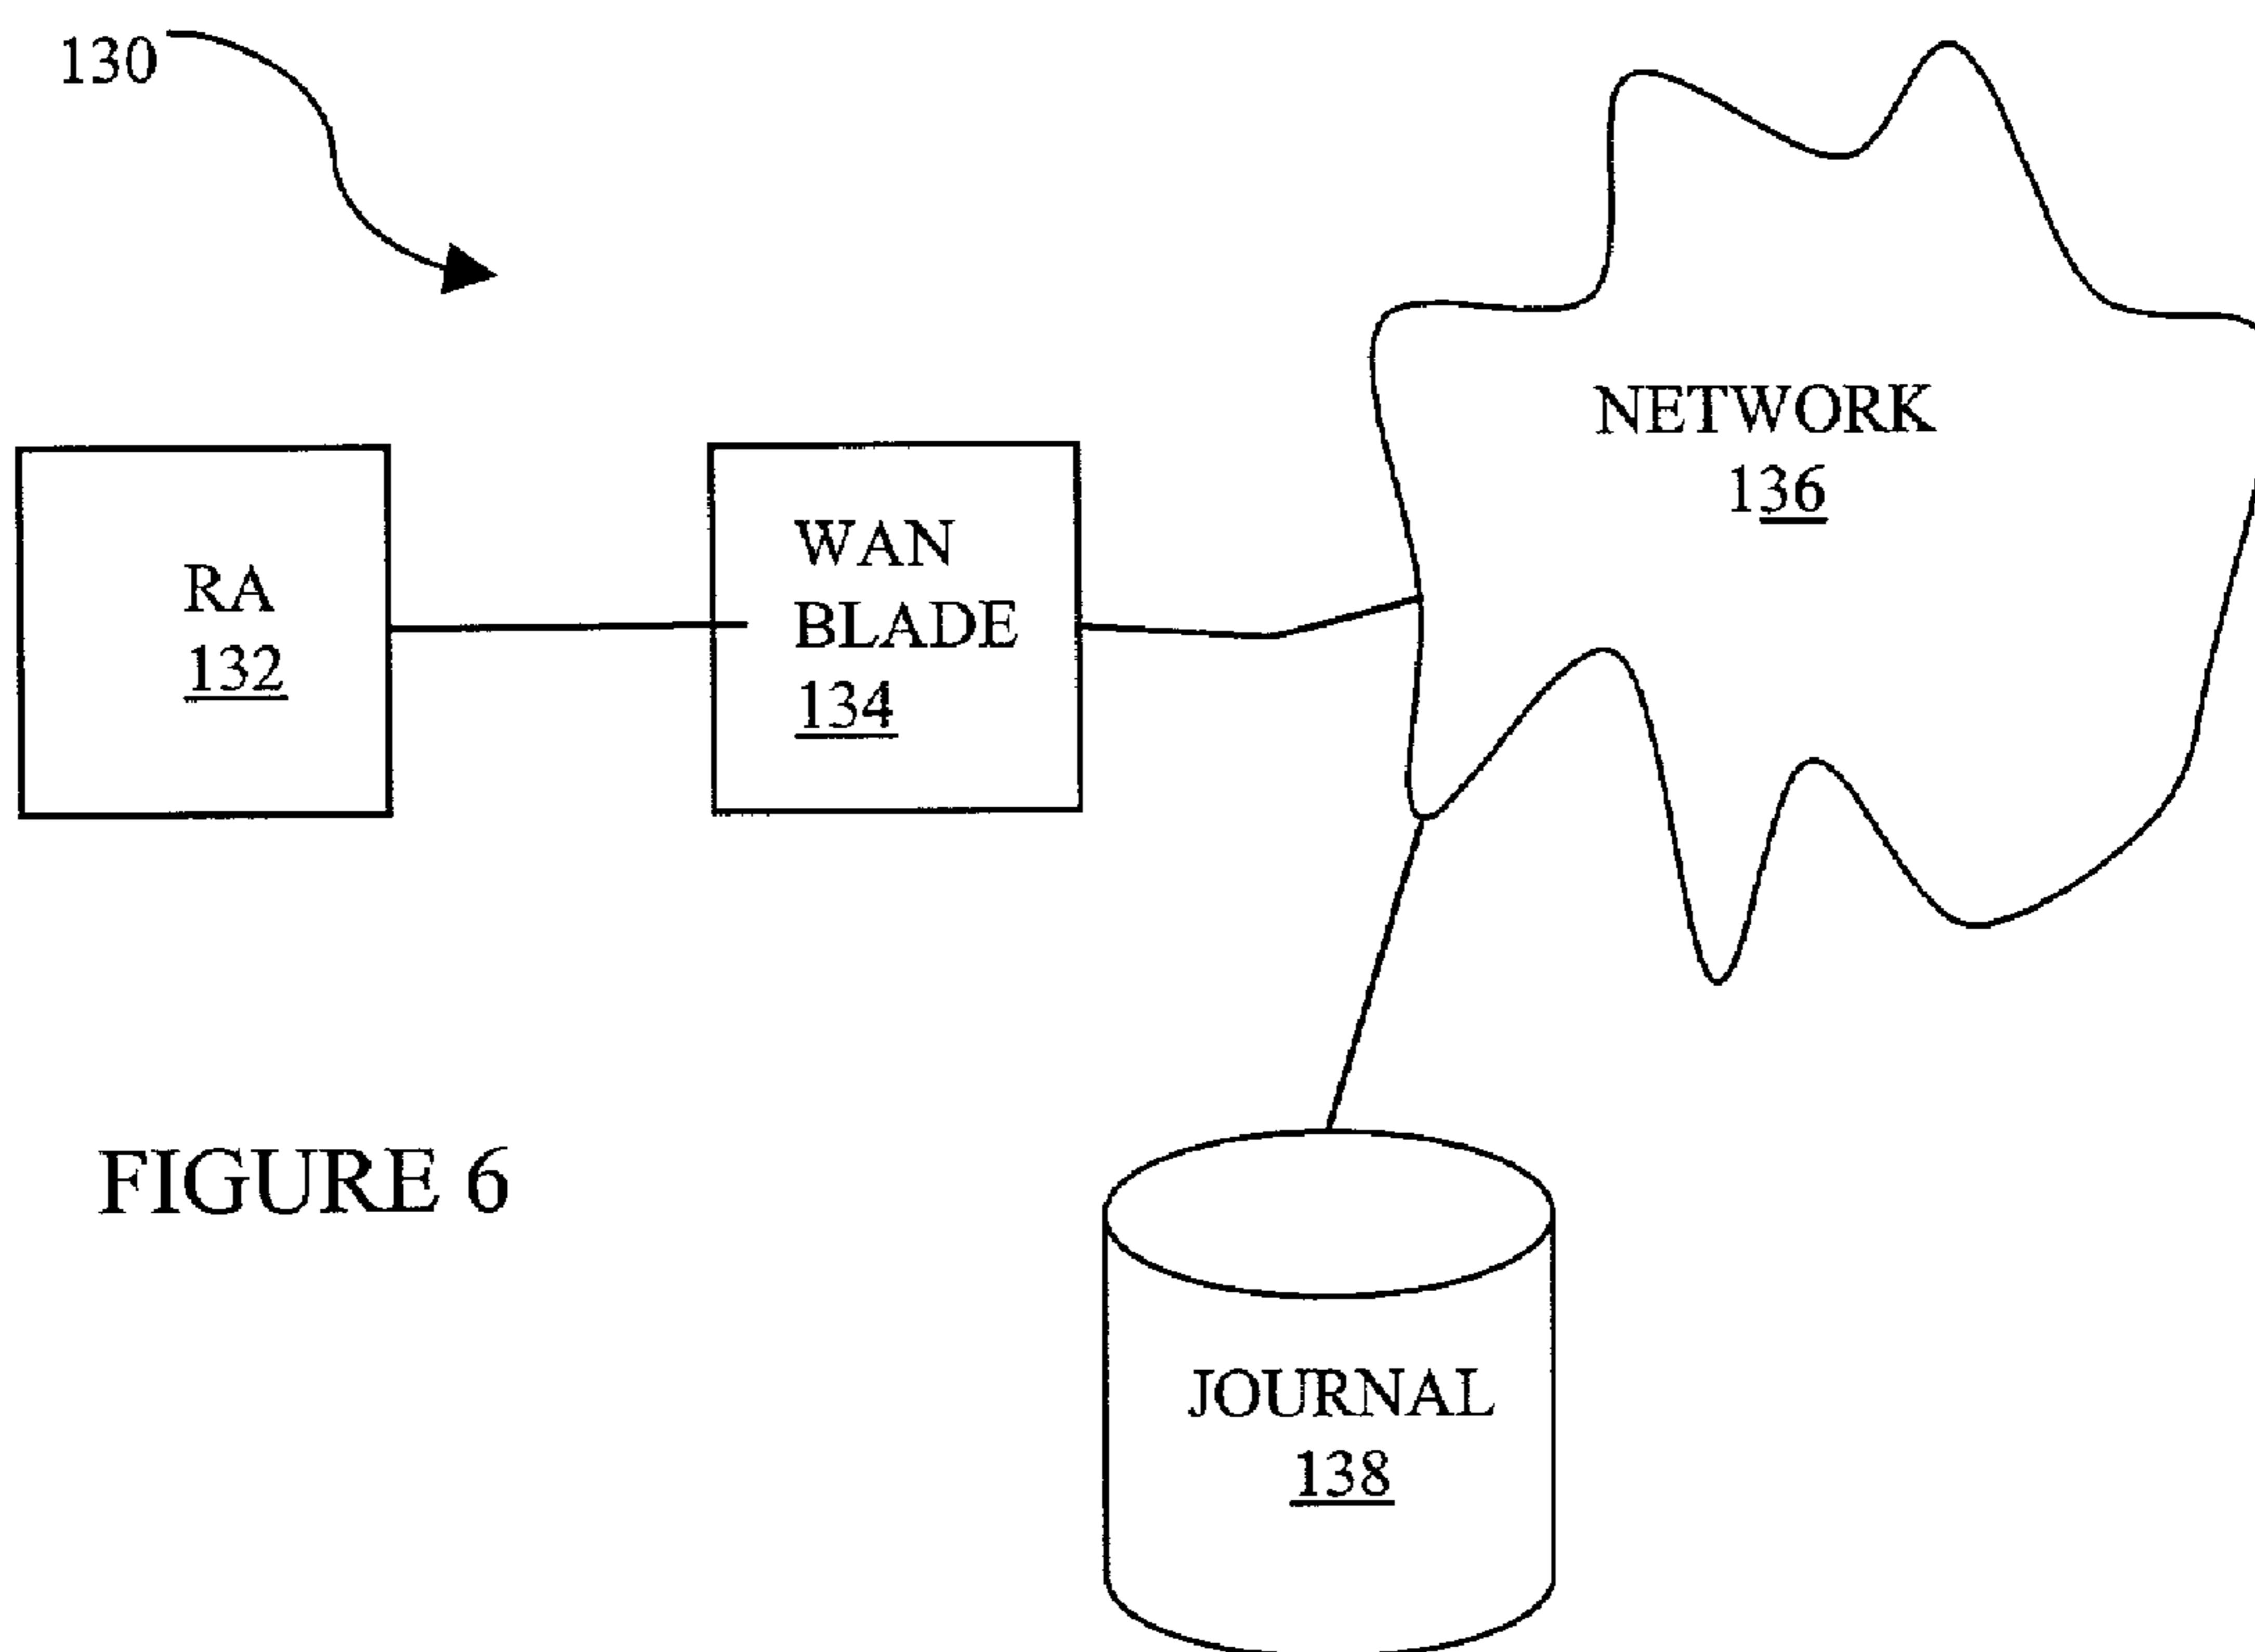 130
NETWORK
136
RA
132
WAN
BLADE
134
FIGURE 6
JOURNAL
138